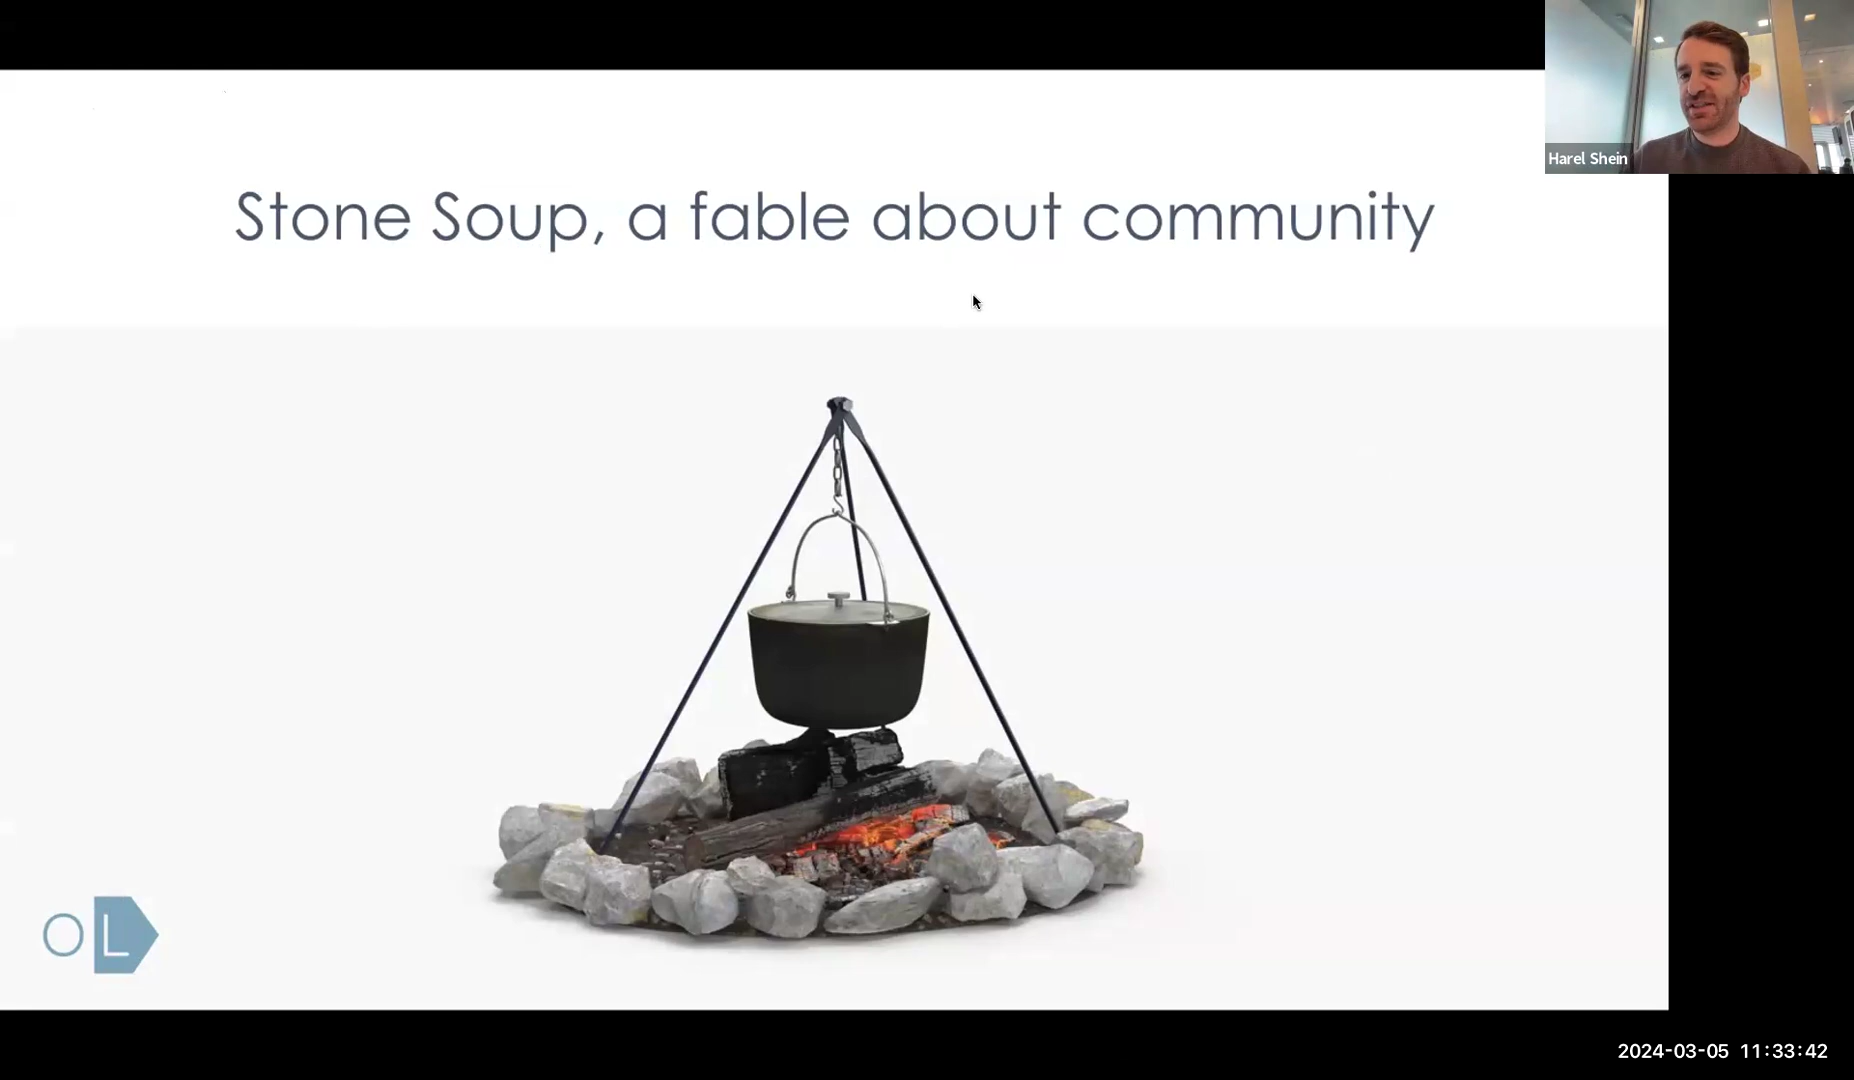 Harel Shein
Stone Soup, a fable about community
OL
2024-03-05 11:33:42